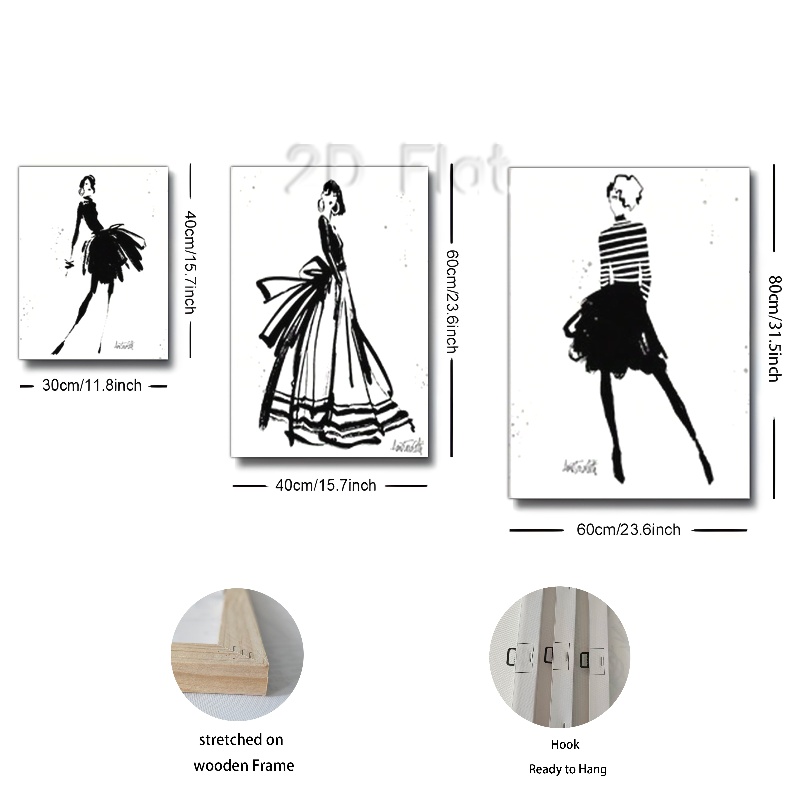 2D Flat
40cm/15.7inch
30cm/11.8inch
60cm/23.6inch
40cm/15.7inch
80cm/31.5inch
60cm/23.6inch
stretched on
wooden Frame
Hook
Ready to Hang